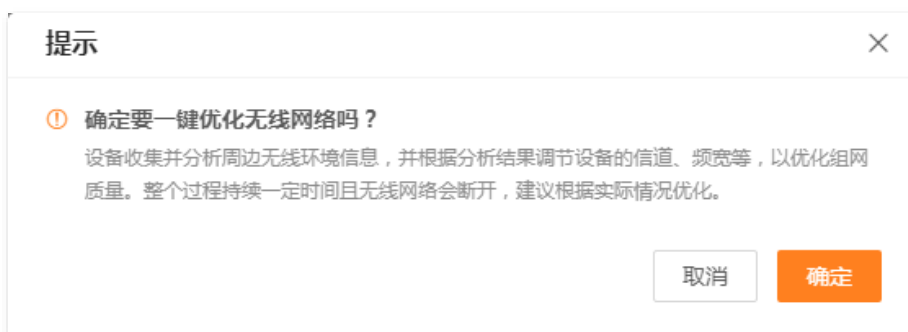 提示
确定要一键优化无线网络吗？
设备收集并分析周边无线环境信息，并根据分析结果调节设备的信道、频宽等，以优化组网
质量。整个过程持续一定时间且无线网络会断开，建议根据实际情况优化。
取消
确定